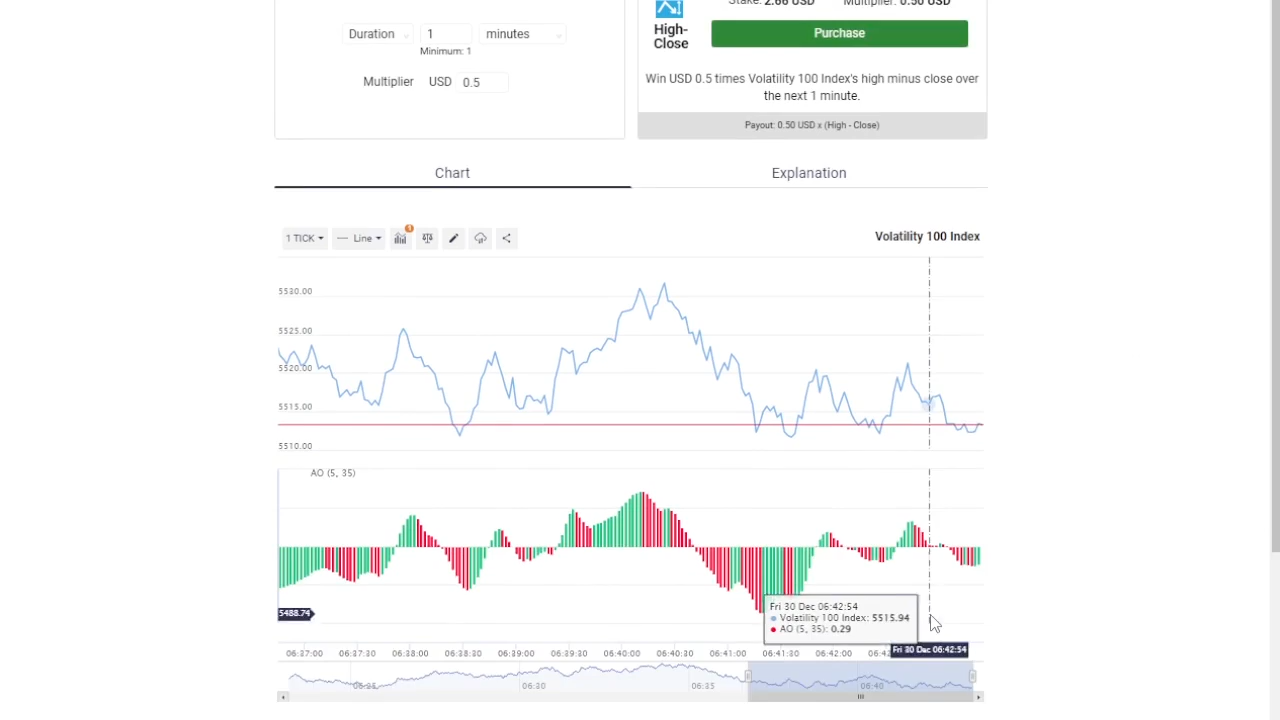 Stake: 2.66 USD Multiplier: 0.50 USD
High-
Close
Purchase
Duration 1 minutes
Minimum: 1
Multiplier USD 0.5
Win USD 0.5 times Volatility 100 Index's high minus close over
the next 1 minute.
Payout: 0.50 USD x (High - Close)
Chart Explanation
1 TICK Line
Volatility 100 Index
5530.00
5525.00
5520.00
5515.00
5510.00
AO (5, 35)
5488.74
Fri 30 Dec 06:42:54
Volatility 100 Index: 5515.94
AO (5, 35): 0.29
06:37:00 06:37:30 06:38:00 06:38:30 06:39:00 06:39:30 06:40:00 06:40:30 06:41:00 06:41:30 06:42:00 Fri 30 Dec 06:42:54
06:25 06:30 06:35 06:40